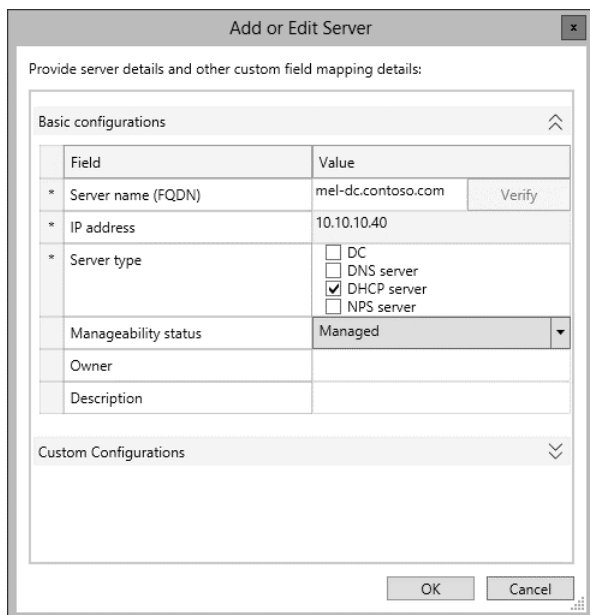 Add or Edit Server
x
Provide server details and other custom field mapping details:
Basic configurations
Field Value
* Server name (FQDN) mel-dc.contoso.com Verify
* IP address 10.10.10.40
* Server type DC
DNS server
DHCP server
NPS server
Manageability status Managed
Owner
Description
Custom Configurations
OK Cancel